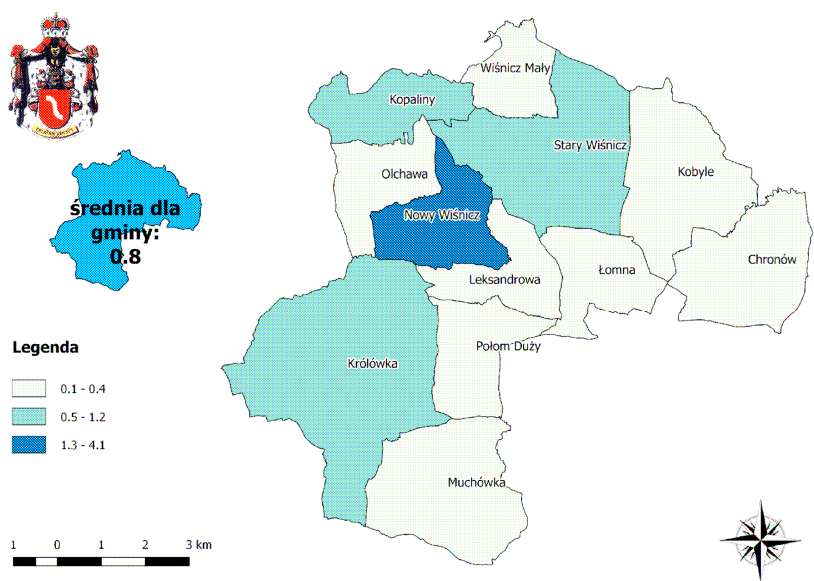 Wiśnicz Mały
Kopaliny
Stary Wiśnicz
Olchawa
Kobyle
Nowy Wiśnicz
średnia dla
gminy:
0.8
Chronów
Leksandrowa
Łomna
Połom Duży
Królówka
Muchówka
Legenda
0.1 - 0.4
0.5 - 1.2
1.3 - 4.1
1 0 1 2 3 km